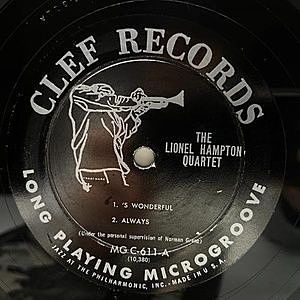 CLEF RECORDS
THE
LIONEL HAMPTON
QUARTET
1. 'S WONDERFUL
2. ALWAYS
(Under the personal supervision of Norman Granz)
MG C-611-A
(10,380)
LONG PLAYING MICROGROOVE
JAZZ AT THE PHILHARMONIC, INC. MADE IN U.S.A.